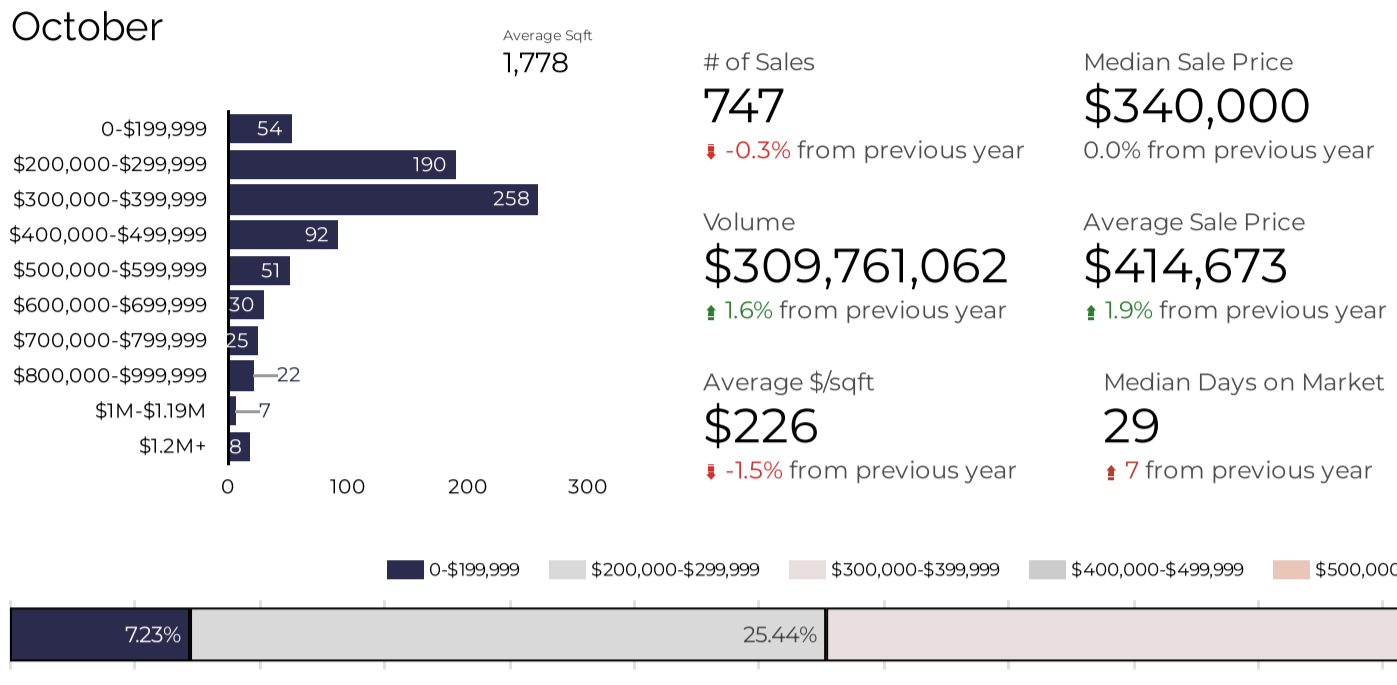 October
Average Sqft
1,778
0-$199,999 54
$200,000-$299,999 190
$300,000-$399,999 258
$400,000-$499,999 92
$500,000-$599,999 51
$600,000-$699,999 30
$700,000-$799,999 25
$800,000-$999,999 22
$1M-$1.19M 7
$1.2M+ 8
0 100 200 300
# of Sales
747
-0.3% from previous year
Median Sale Price
$340,000
0.0% from previous year
Volume
$309,761,062
1.6% from previous year
Average Sale Price
$414,673
1.9% from previous year
Average $/sqft
$226
-1.5% from previous year
Median Days on Market
29
7 from previous year
0-$199,999 $200,000-$299,999 $300,000-$399,999 $400,000-$499,999 $500,000
7.23% 25.44%